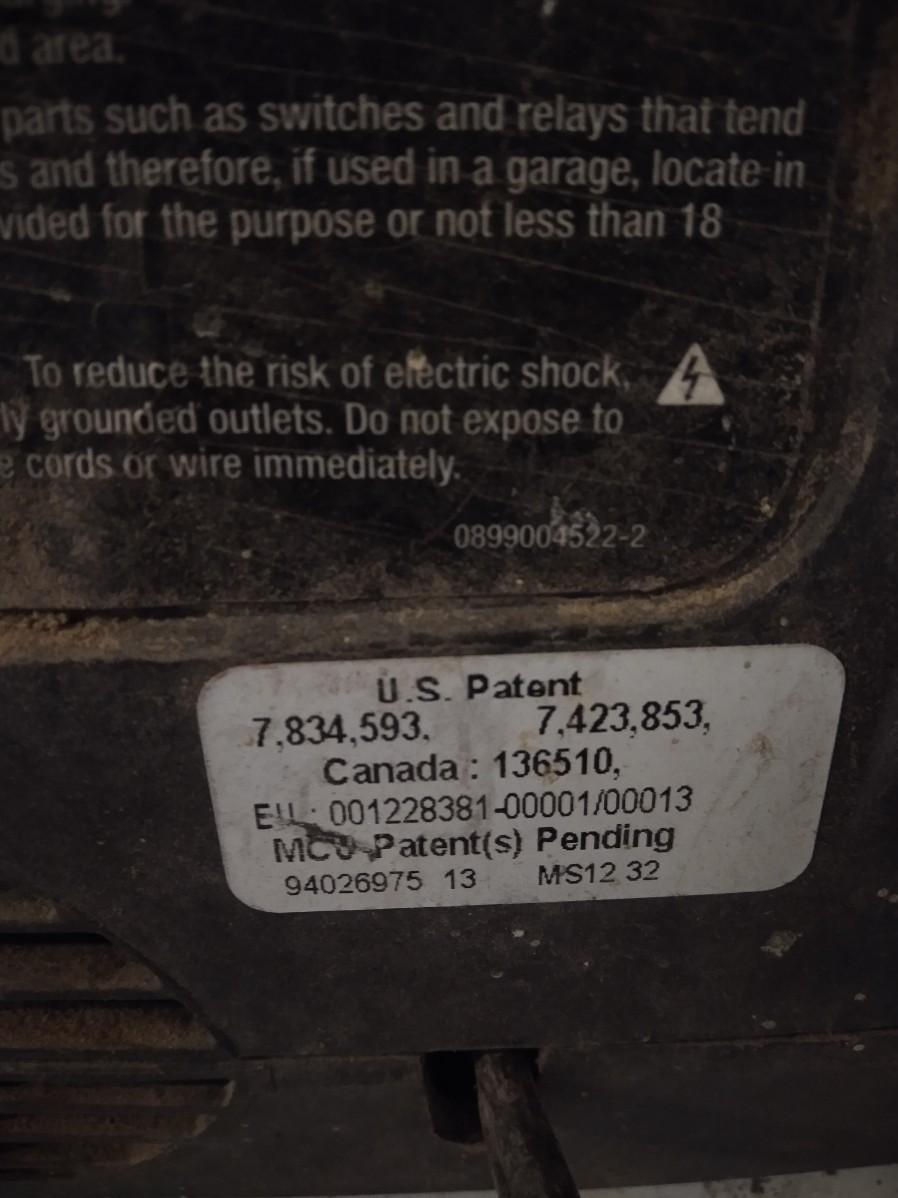 d area.
parts such as switches and relays that tend
s and therefore, if used in a garage, locate in
vided for the purpose or not less than 18
To reduce the risk of electric shock,
ly grounded outlets. Do not expose to
e cords or wire immediately.
0899004522-2
U.S. Patent
7,834,593, 7,423,853,
Canada : 136510,
EU : 001228381-00001/00013
MCU Patent(s) Pending
94026975 13 MS12 32